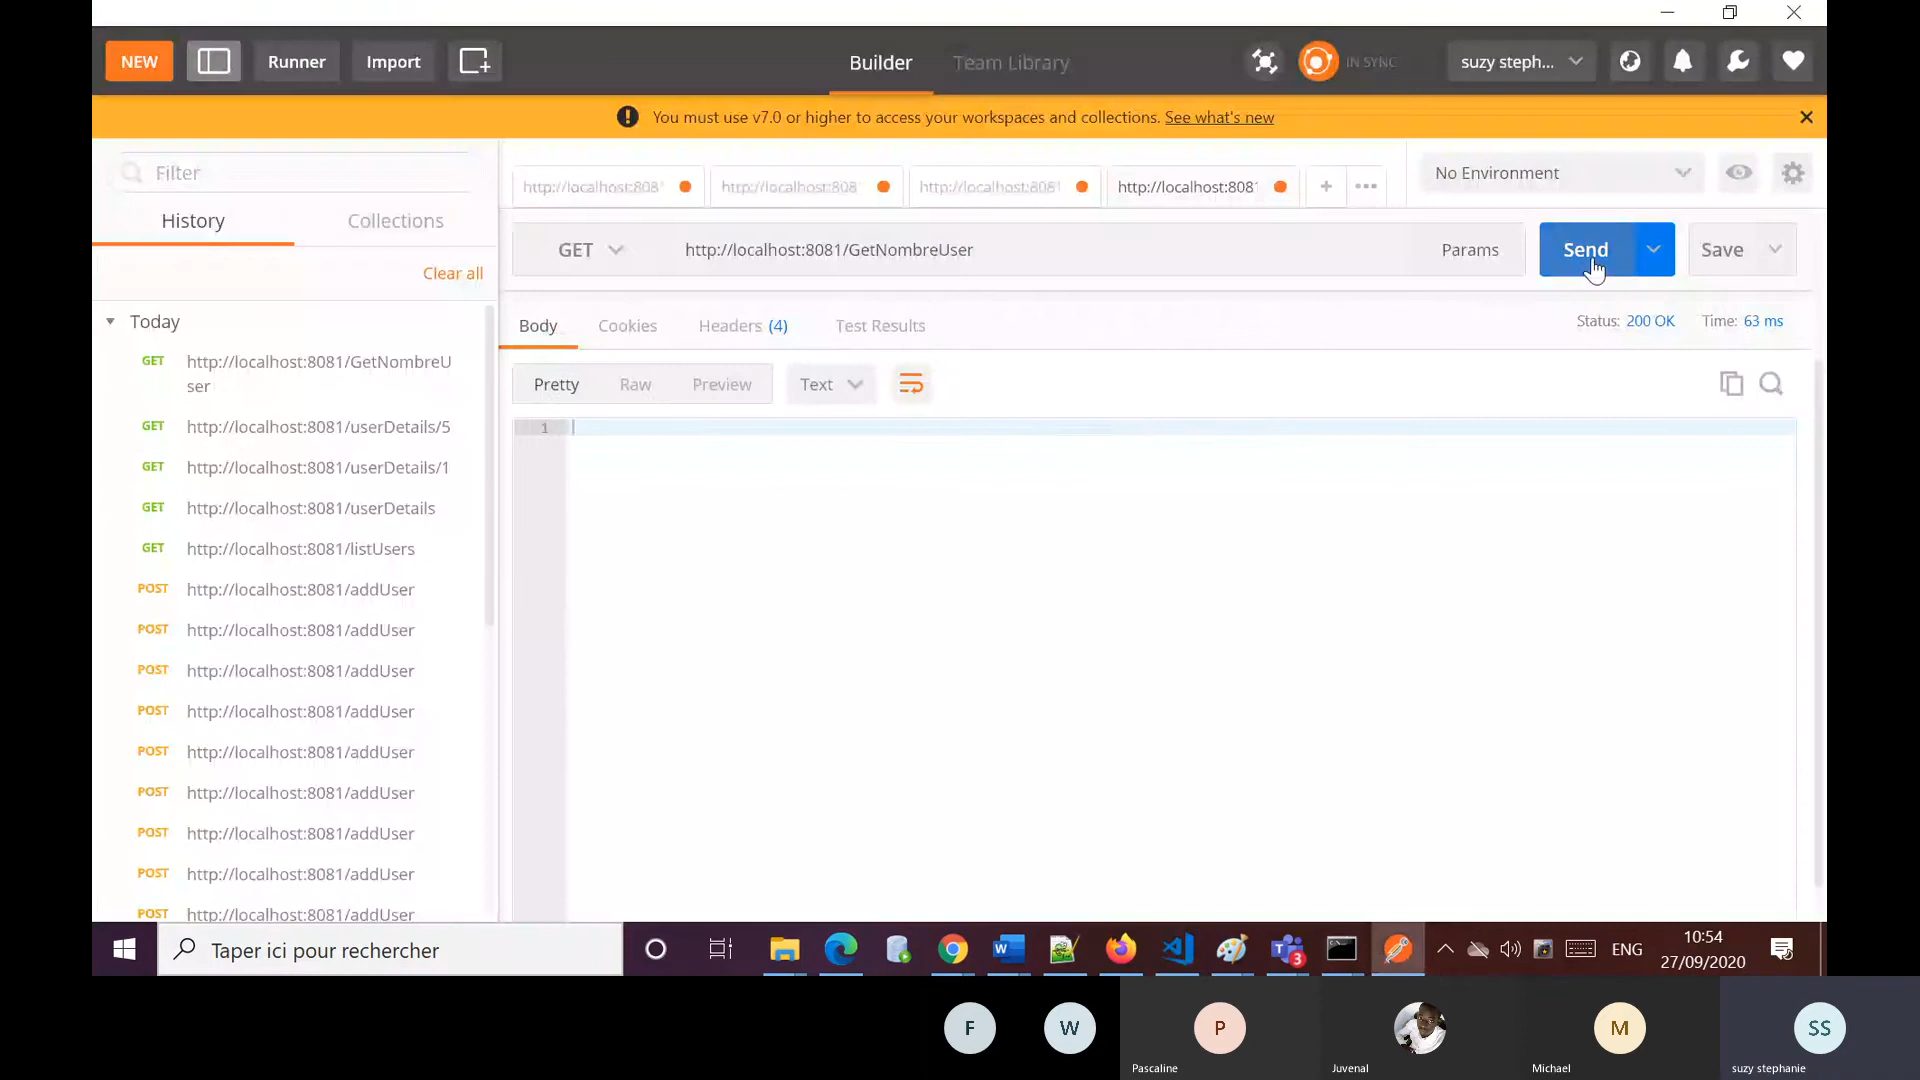 NEW
Runner
Import
Builder
Team Library
IN SYNC
suzy steph...
You must use v7.0 or higher to access your workspaces and collections. See what's new
Filter
History
Collections
Clear all
Today
GET http://localhost:8081/GetNombreU
ser
GET http://localhost:8081/userDetails/5
GET http://localhost:8081/userDetails/1
GET http://localhost:8081/userDetails
GET http://localhost:8081/listUsers
POST http://localhost:8081/addUser
POST http://localhost:8081/addUser
POST http://localhost:8081/addUser
POST http://localhost:8081/addUser
POST http://localhost:8081/addUser
POST http://localhost:8081/addUser
POST http://localhost:8081/addUser
POST http://localhost:8081/addUser
POST http://localhost:8081/addUser
http://localhost:808
http://localhost:808
http://localhost:8081
http://localhost:808
No Environment
GET http://localhost:8081/GetNombreUser
Params
Send
Save
Body
Cookies
Headers (4)
Test Results
Status: 200 OK
Time: 63 ms
Pretty
Raw
Preview
Text
1
Taper ici pour rechercher
3
ENG
10:54
27/09/2020
F
W
P
M
SS
Pascaline
Juvenal
Michael
suzy stephanie